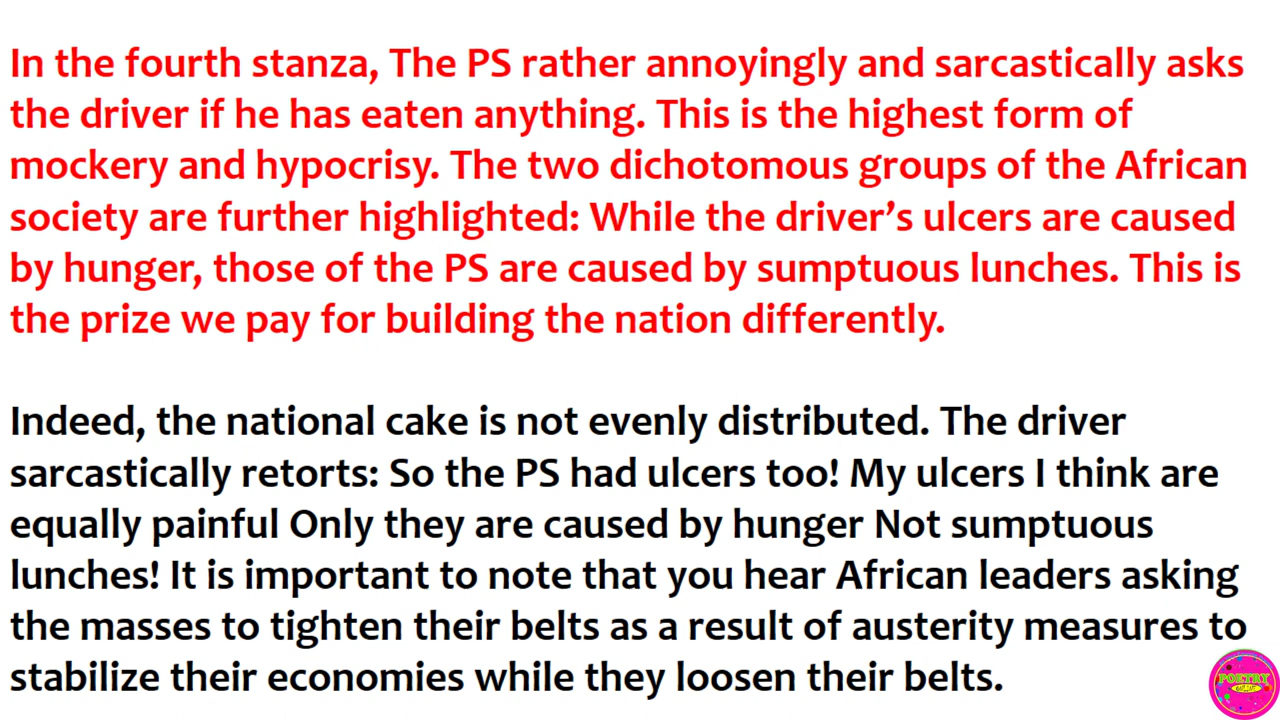 In the fourth stanza, The PS rather annoyingly and sarcastically asks
the driver if he has eaten anything. This is the highest form of
mockery and hypocrisy. The two dichotomous groups of the African
society are further highlighted: While the driver’s ulcers are caused
by hunger, those of the PS are caused by sumptuous lunches. This is
the prize we pay for building the nation differently.
Indeed, the national cake is not evenly distributed. The driver
sarcastically retorts: So the PS had ulcers too! My ulcers I think are
equally painful Only they are caused by hunger Not sumptuous
lunches! It is important to note that you hear African leaders asking
the masses to tighten their belts as a result of austerity measures to
stabilize their economies while they loosen their belts.
POETRY